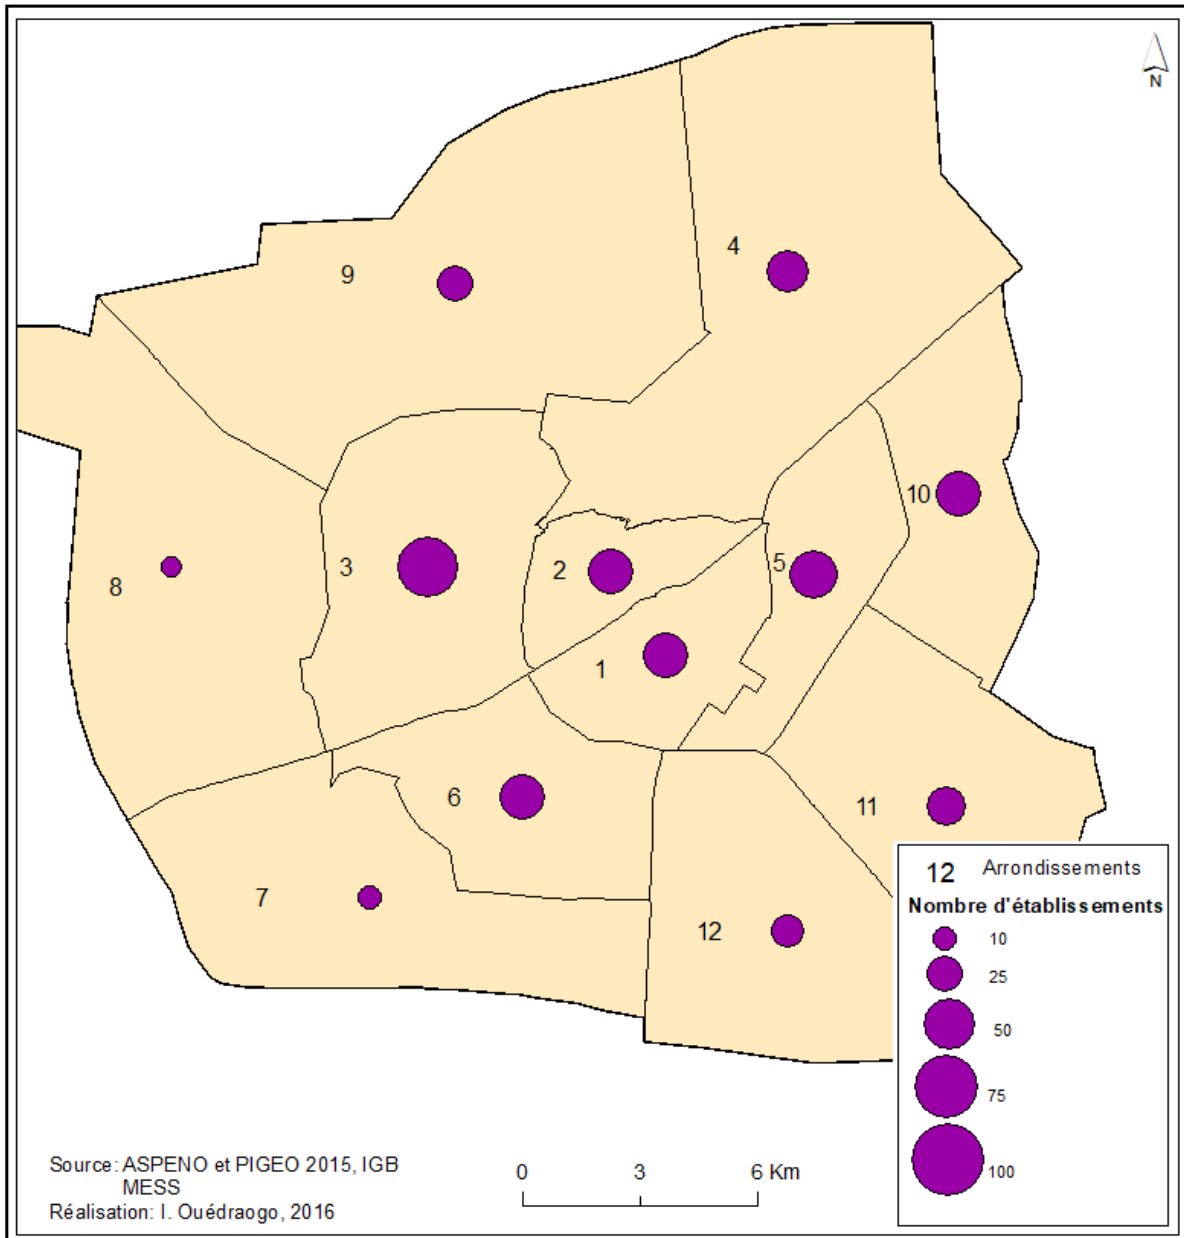 N
4
9
10
3
2
5
8
1
6
11
7
12
12 Arrondissements
Nombre d'établissements
10
25
50
75
100
Source: ASPENO et PIGEO 2015, IGB
MESS
Réalisation: I. Ouédraogo, 2016
0 3 6 Km